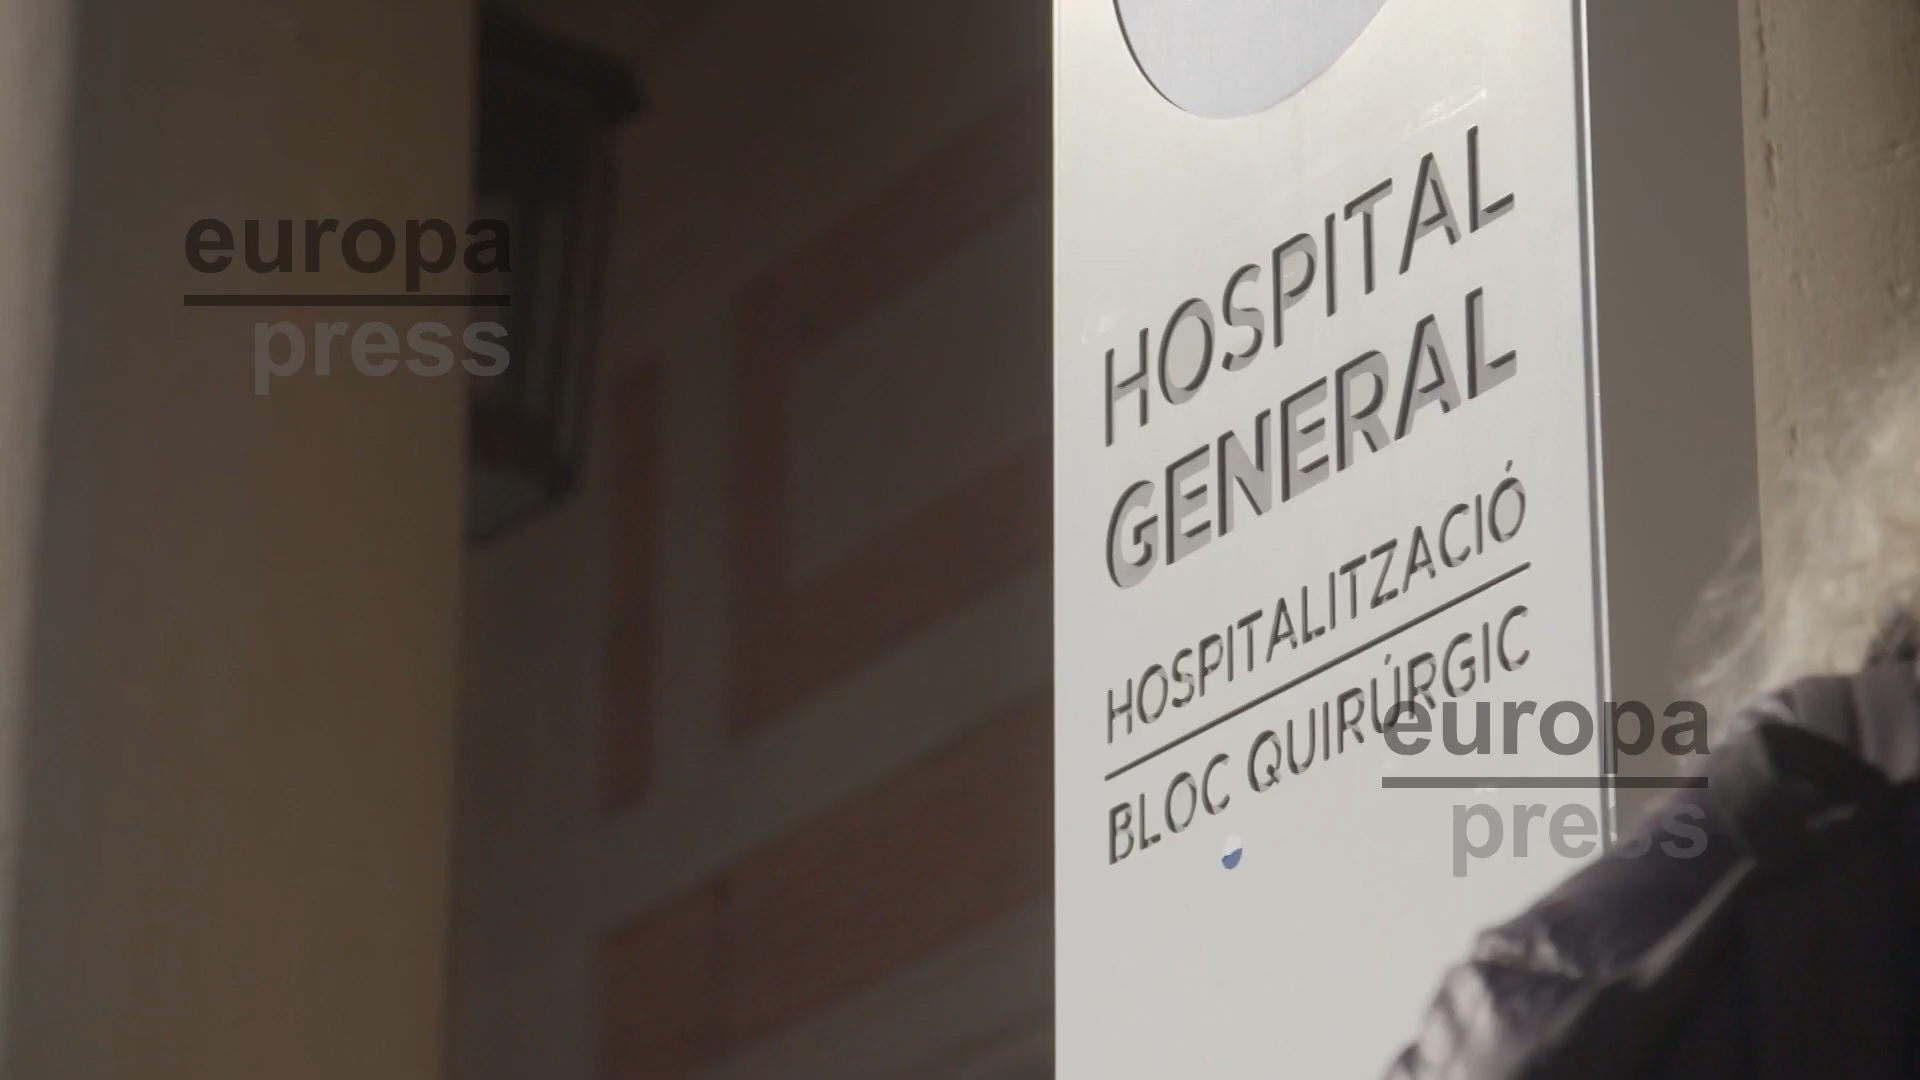 europa
press
HOSPITAL
GENERAL
HOSPITALITZACIÓ
BLOC QUIRÚRGIC
europa
press